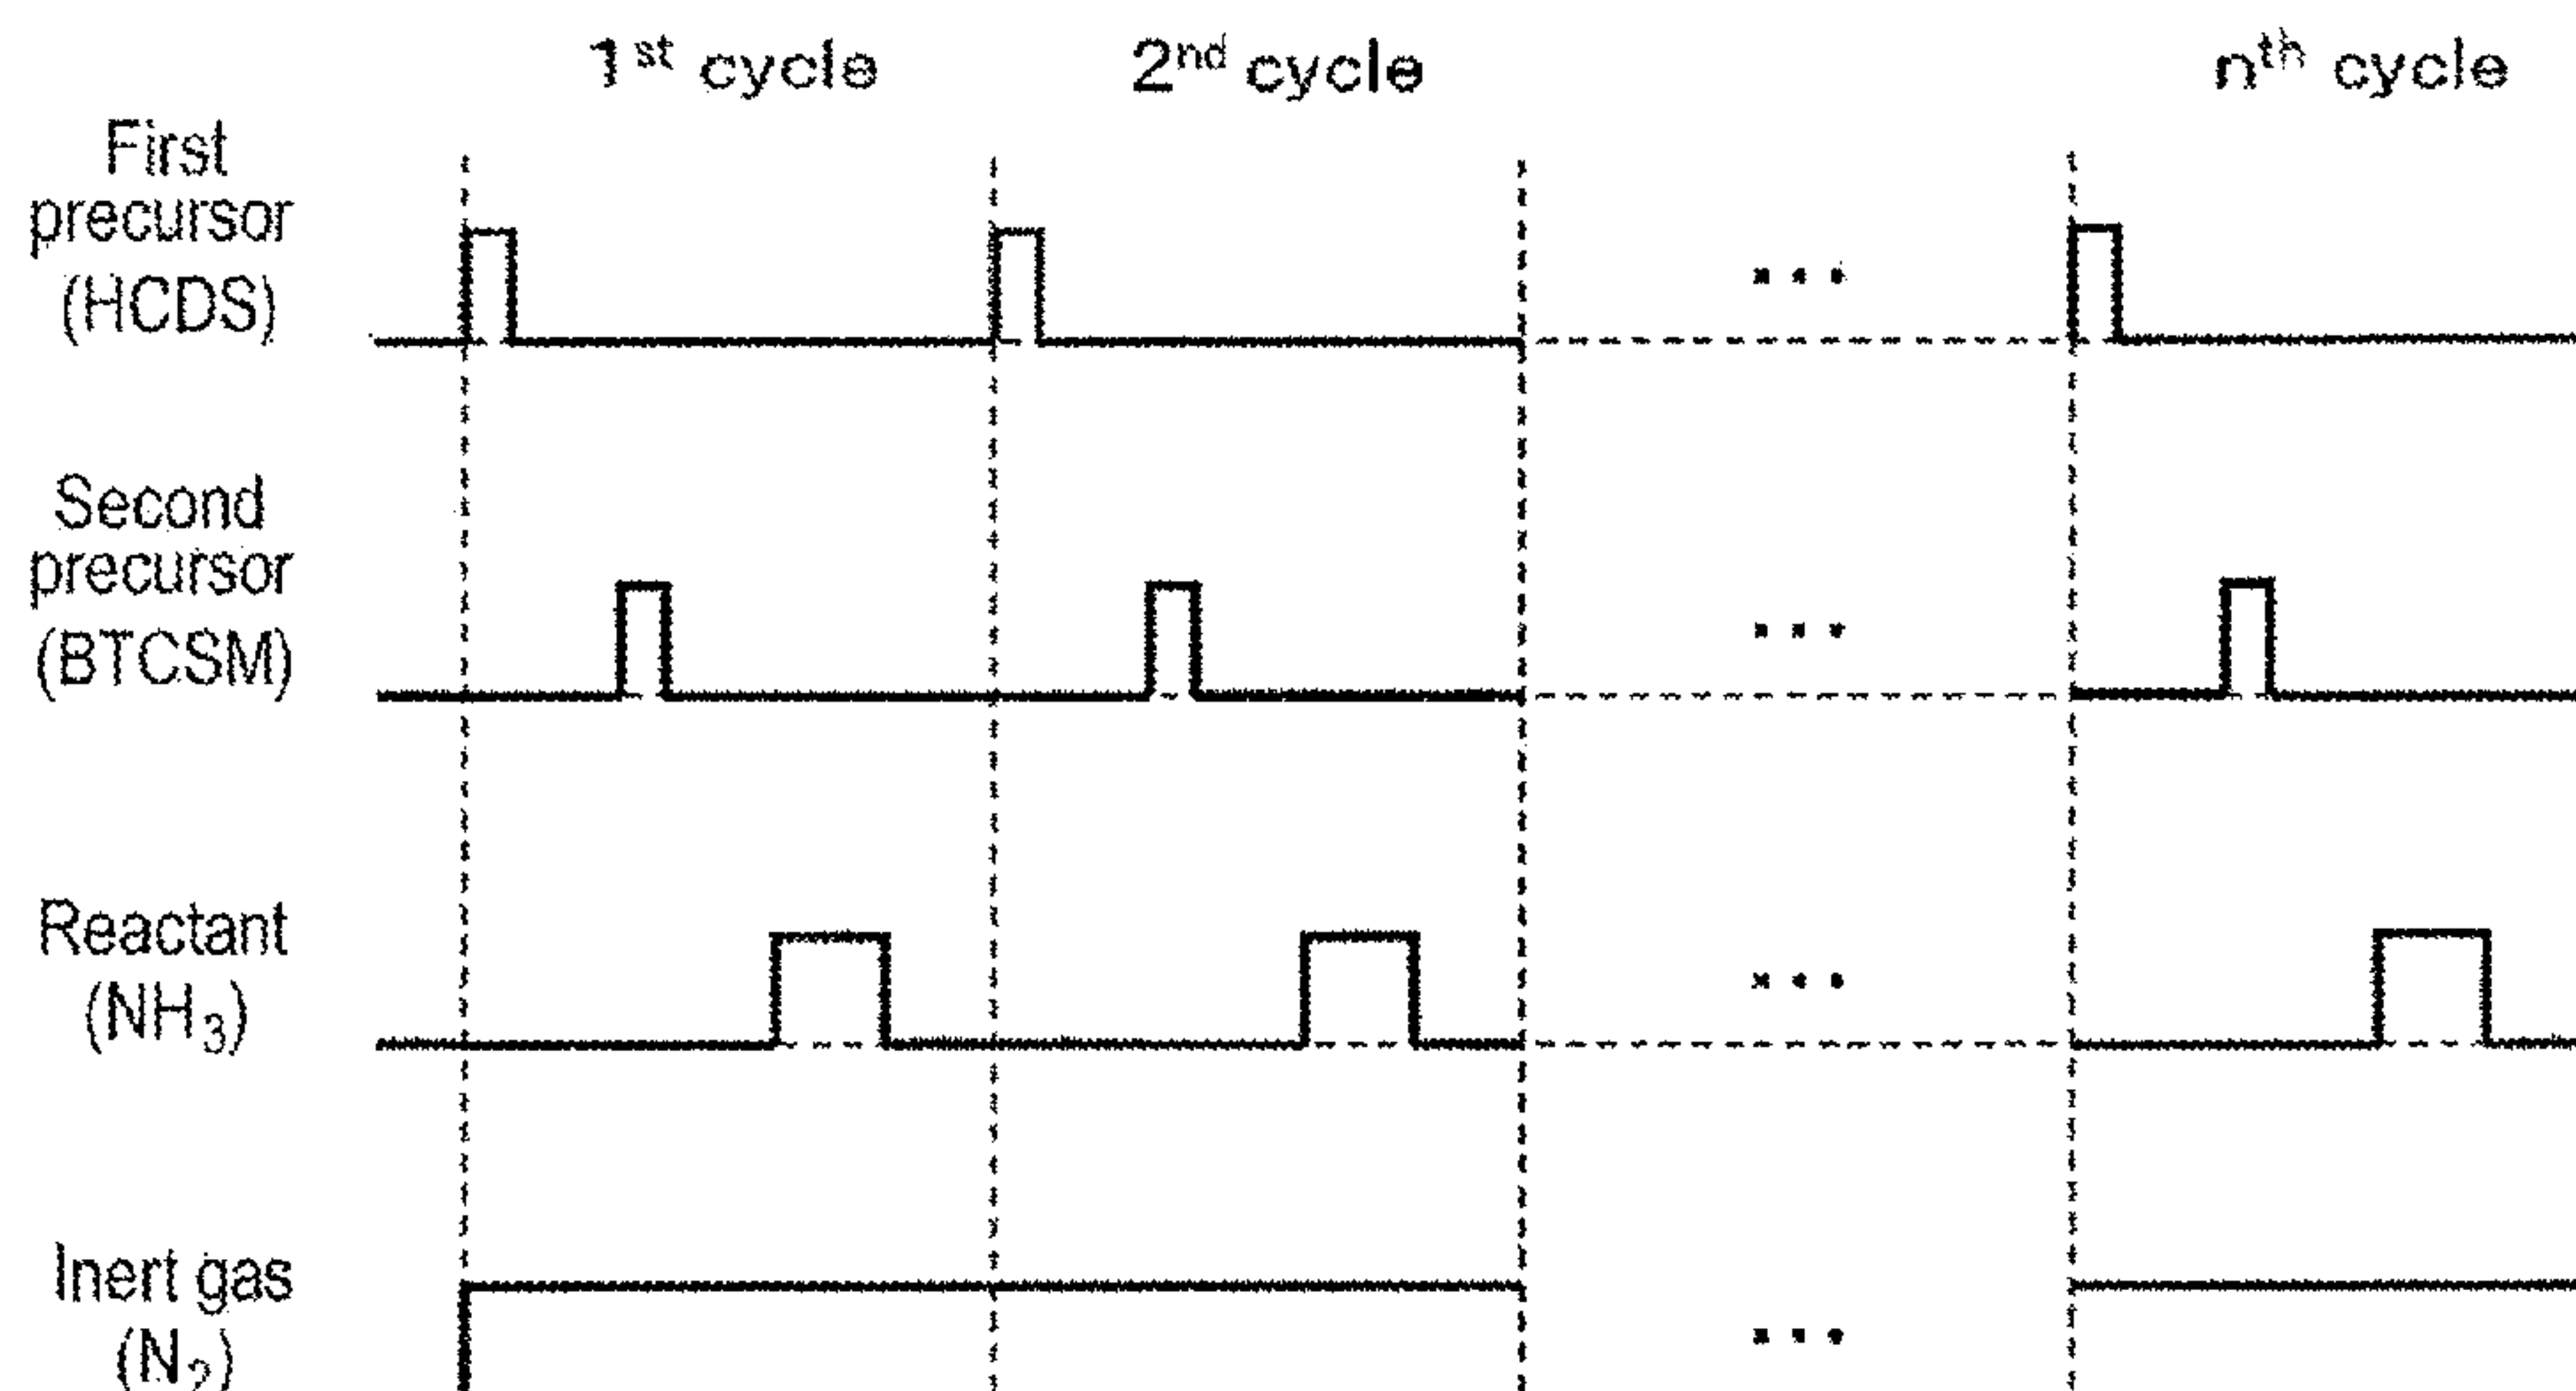 1st cycle 2nd cycle nth cycle
First
precursor
(HCDS)
...
Second
precursor
(BTCSM)
...
Reactant
(NH3)
...
Inert gas
(N2)
...